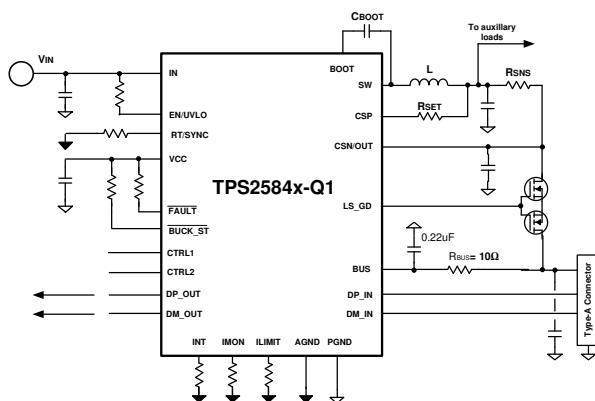 CBOOT
To auxillary
loads
VIN
BOOT
IN
SW
L
RSNS
EN/UVLO
CSP
RSET
RT/SYNC
VCC
CSN/OUT
TPS2584x-Q1
FAULT
LS_GD
BUCK_ST
0.22uF
CTRL1
CTRL2
BUS
RBUS= 10Ω
DP_OUT
DP_IN
DM_OUT
DM_IN
Type-A Connector
INT
IMON
ILIMIT
AGND
PGND